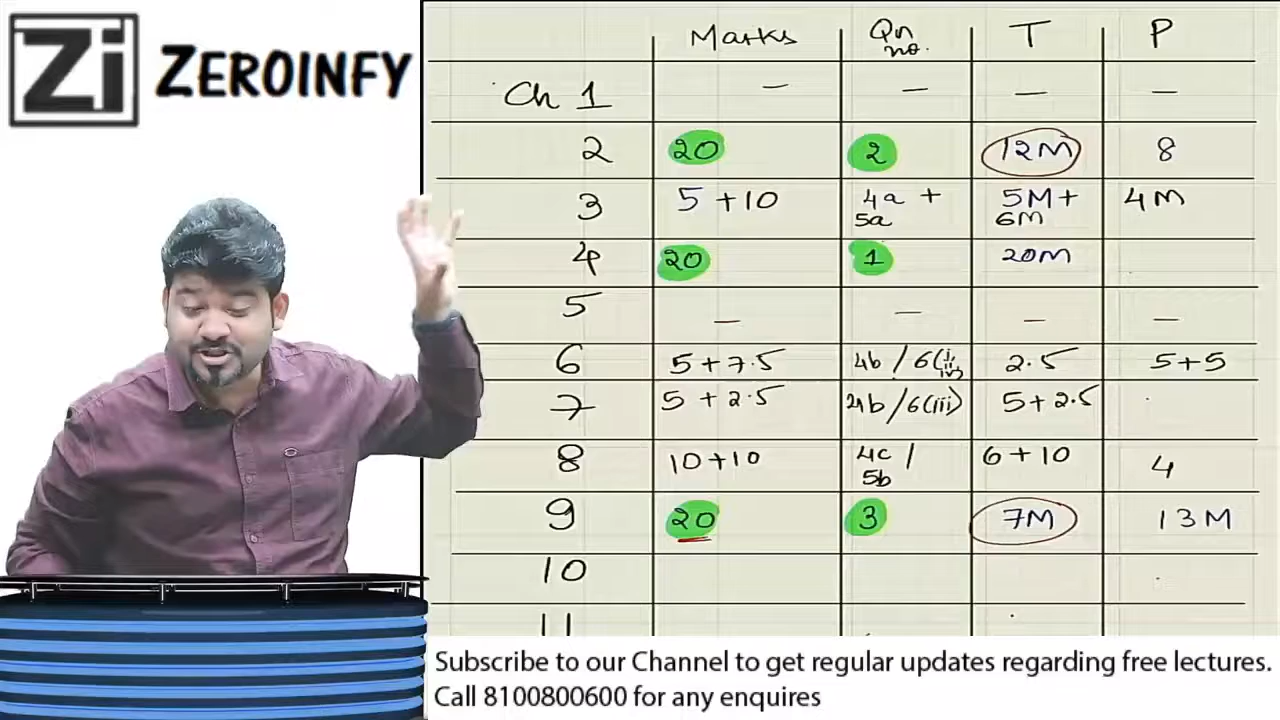 Zi ZEROINFY
Marks Qn no. T P
Ch 1 – – – –
2 20 2 12M 8
3 5 + 10 4a + 5a 5M + 6M 4M
4 20 1 20M
5 – – – –
6 5 + 7.5 4b / 6(i, ii, iv) 2.5 5 + 5
7 5 + 2.5 4b / 6(iii) 5 + 2.5
8 10 + 10 4c / 5b 6 + 10 4
9 20 3 7M 13M
10
11
Subscribe to our Channel to get regular updates regarding free lectures.
Call 8100800600 for any enquires